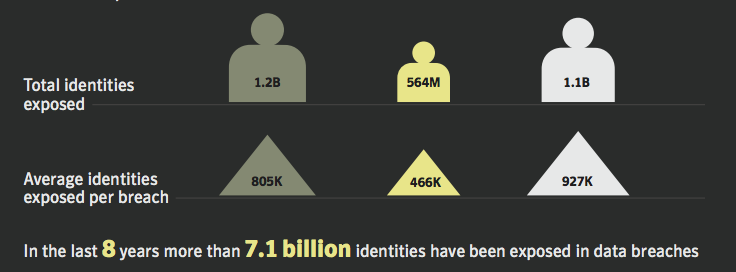 Total identities
exposed
1.2B
564M
1.1B
Average identities
exposed per breach
805K
466K
927K
In the last 8 years more than 7.1 billion identities have been exposed in data breaches